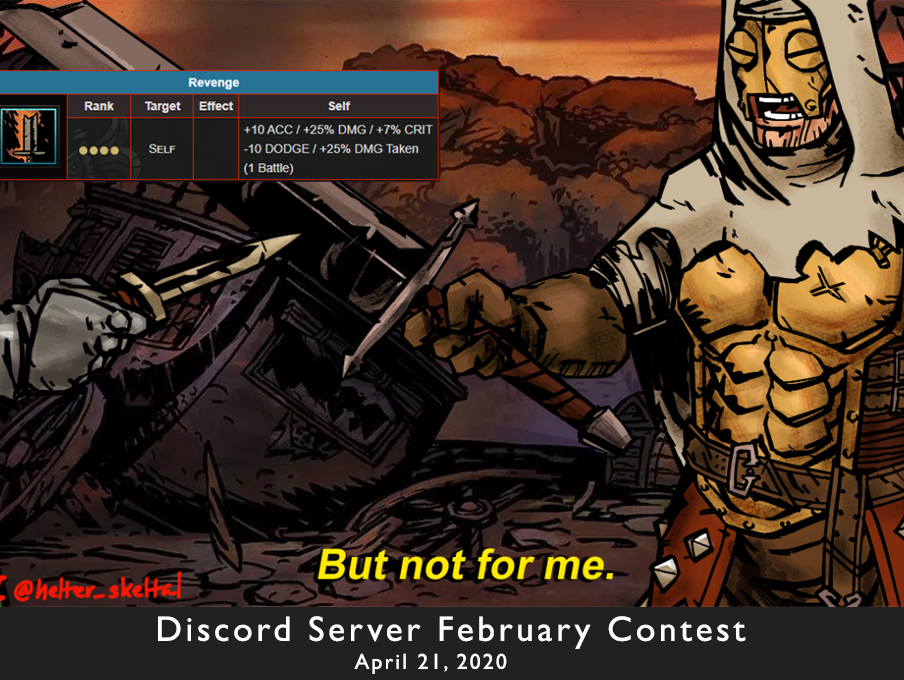 Revenge
Rank Target Effect Self
SELF
+10 ACC / +25% DMG / +7% CRIT
-10 DODGE / +25% DMG Taken
(1 Battle)
But not for me.
@helter_skeltal
Discord Server February Contest
April 21, 2020